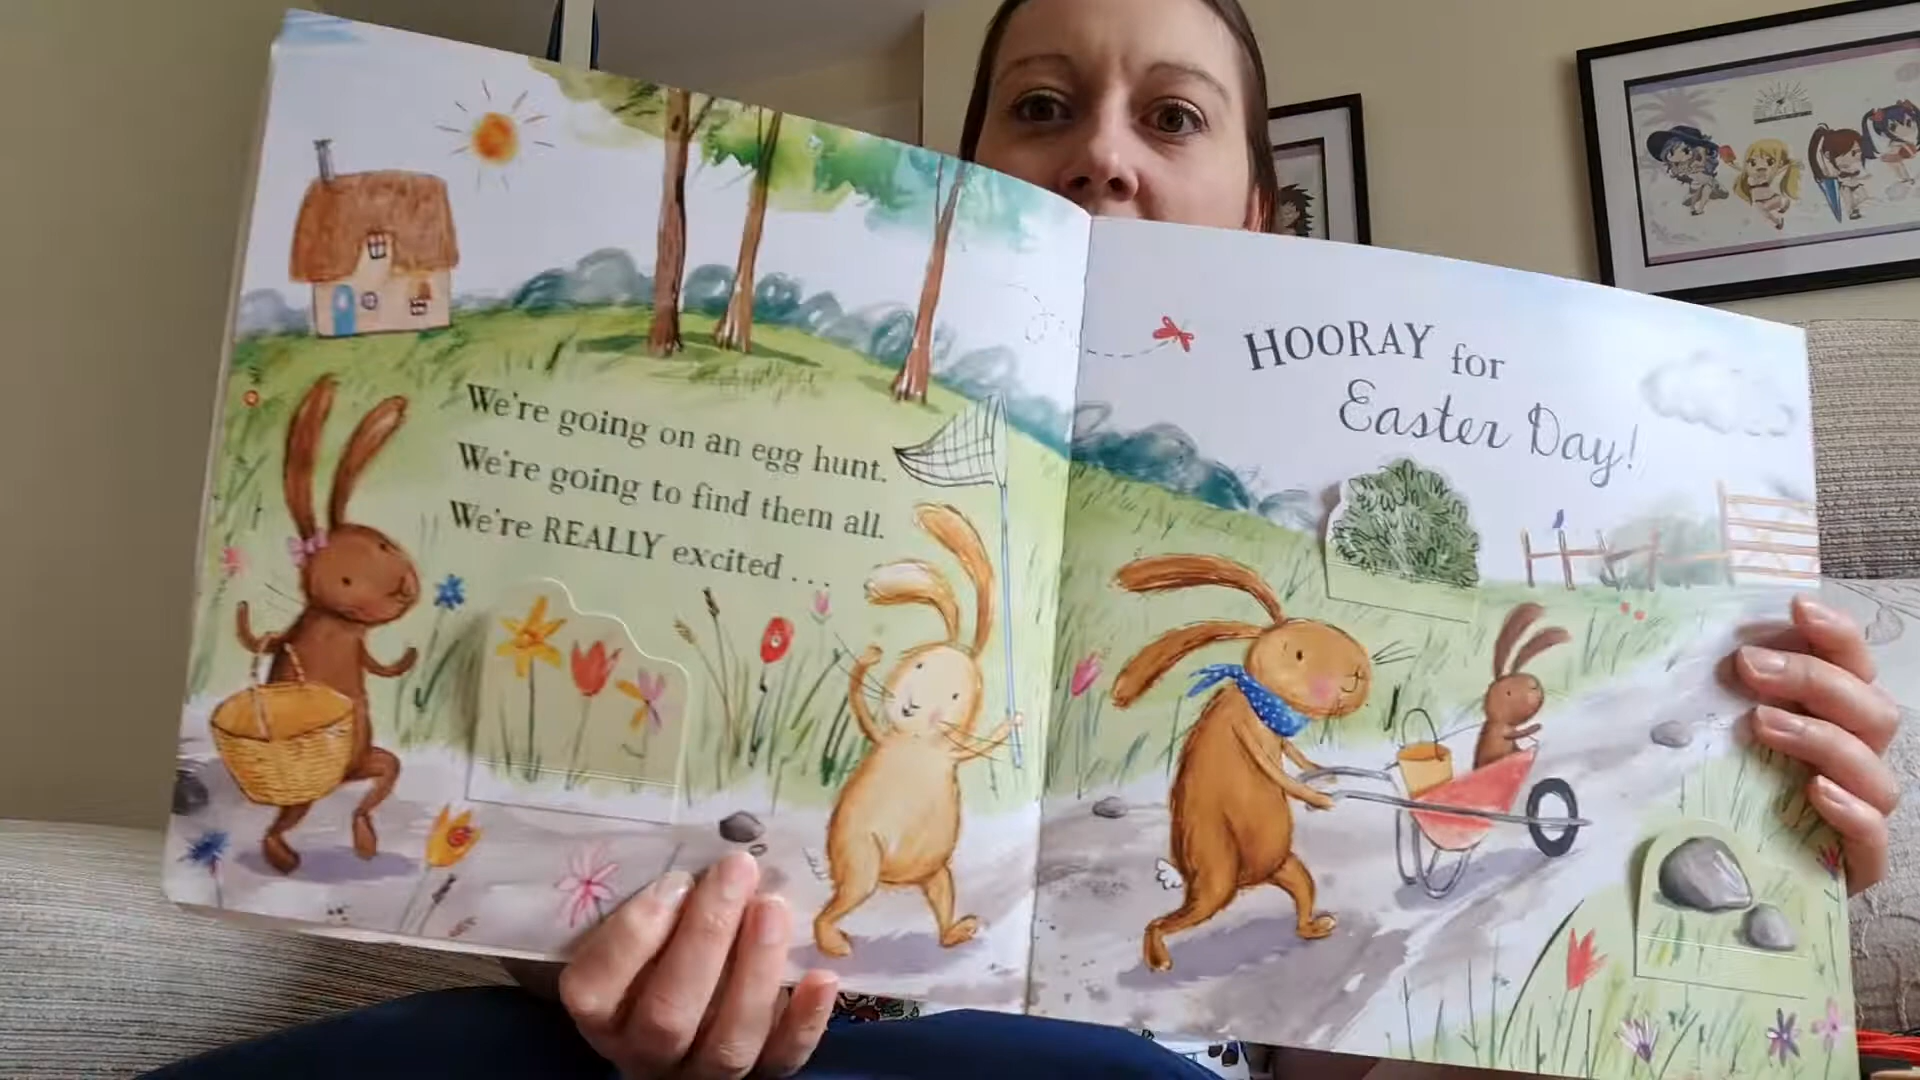 We're going on an egg hunt.
We're going to find them all.
We're REALLY excited . . .
HOORAY for
Easter Day!